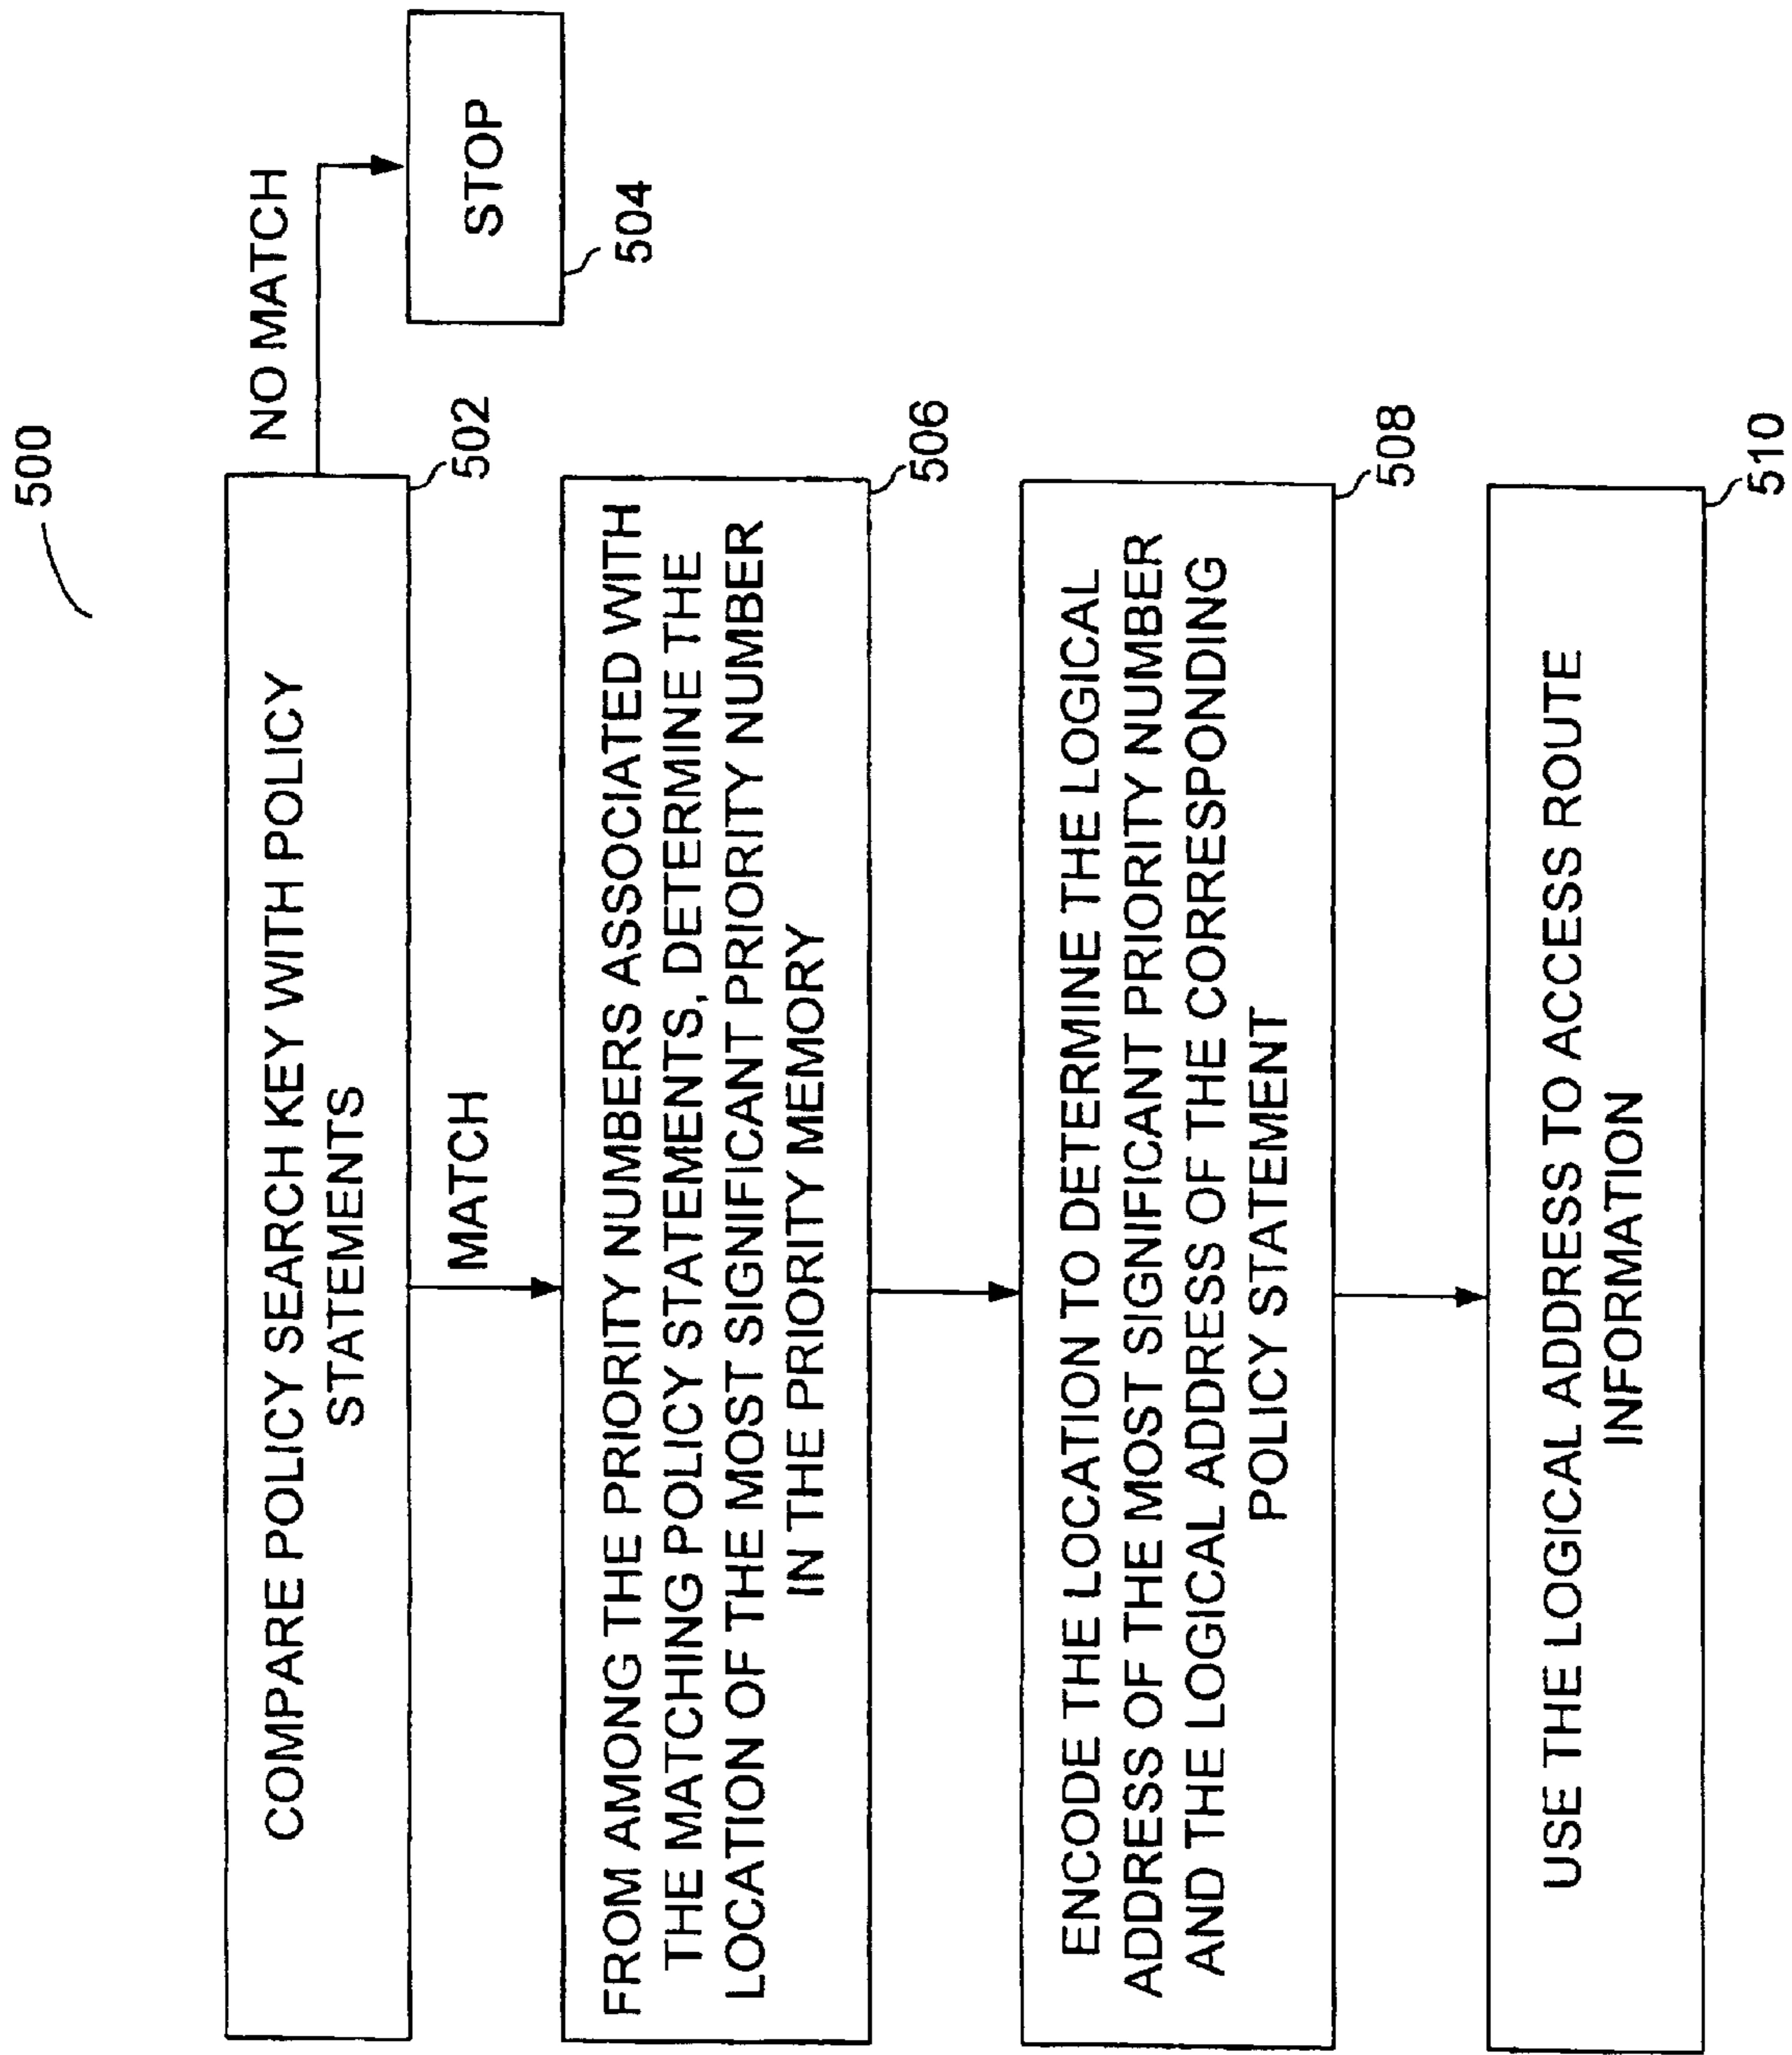 500
COMPARE POLICY SEARCH KEY WITH POLICY
STATEMENTS
502
NO MATCH
STOP
504
MATCH
FROM AMONG THE PRIORITY NUMBERS ASSOCIATED WITH
THE MATCHING POLICY STATEMENTS, DETERMINE THE
LOCATION OF THE MOST SIGNIFICANT PRIORITY NUMBER
IN THE PRIORITY MEMORY
506
ENCODE THE LOCATION TO DETERMINE THE LOGICAL
ADDRESS OF THE MOST SIGNIFICANT PRIORITY NUMBER
AND THE LOGICAL ADDRESS OF THE CORRESPONDING
POLICY STATEMENT
508
USE THE LOGICAL ADDRESS TO ACCESS ROUTE
INFORMATION
510